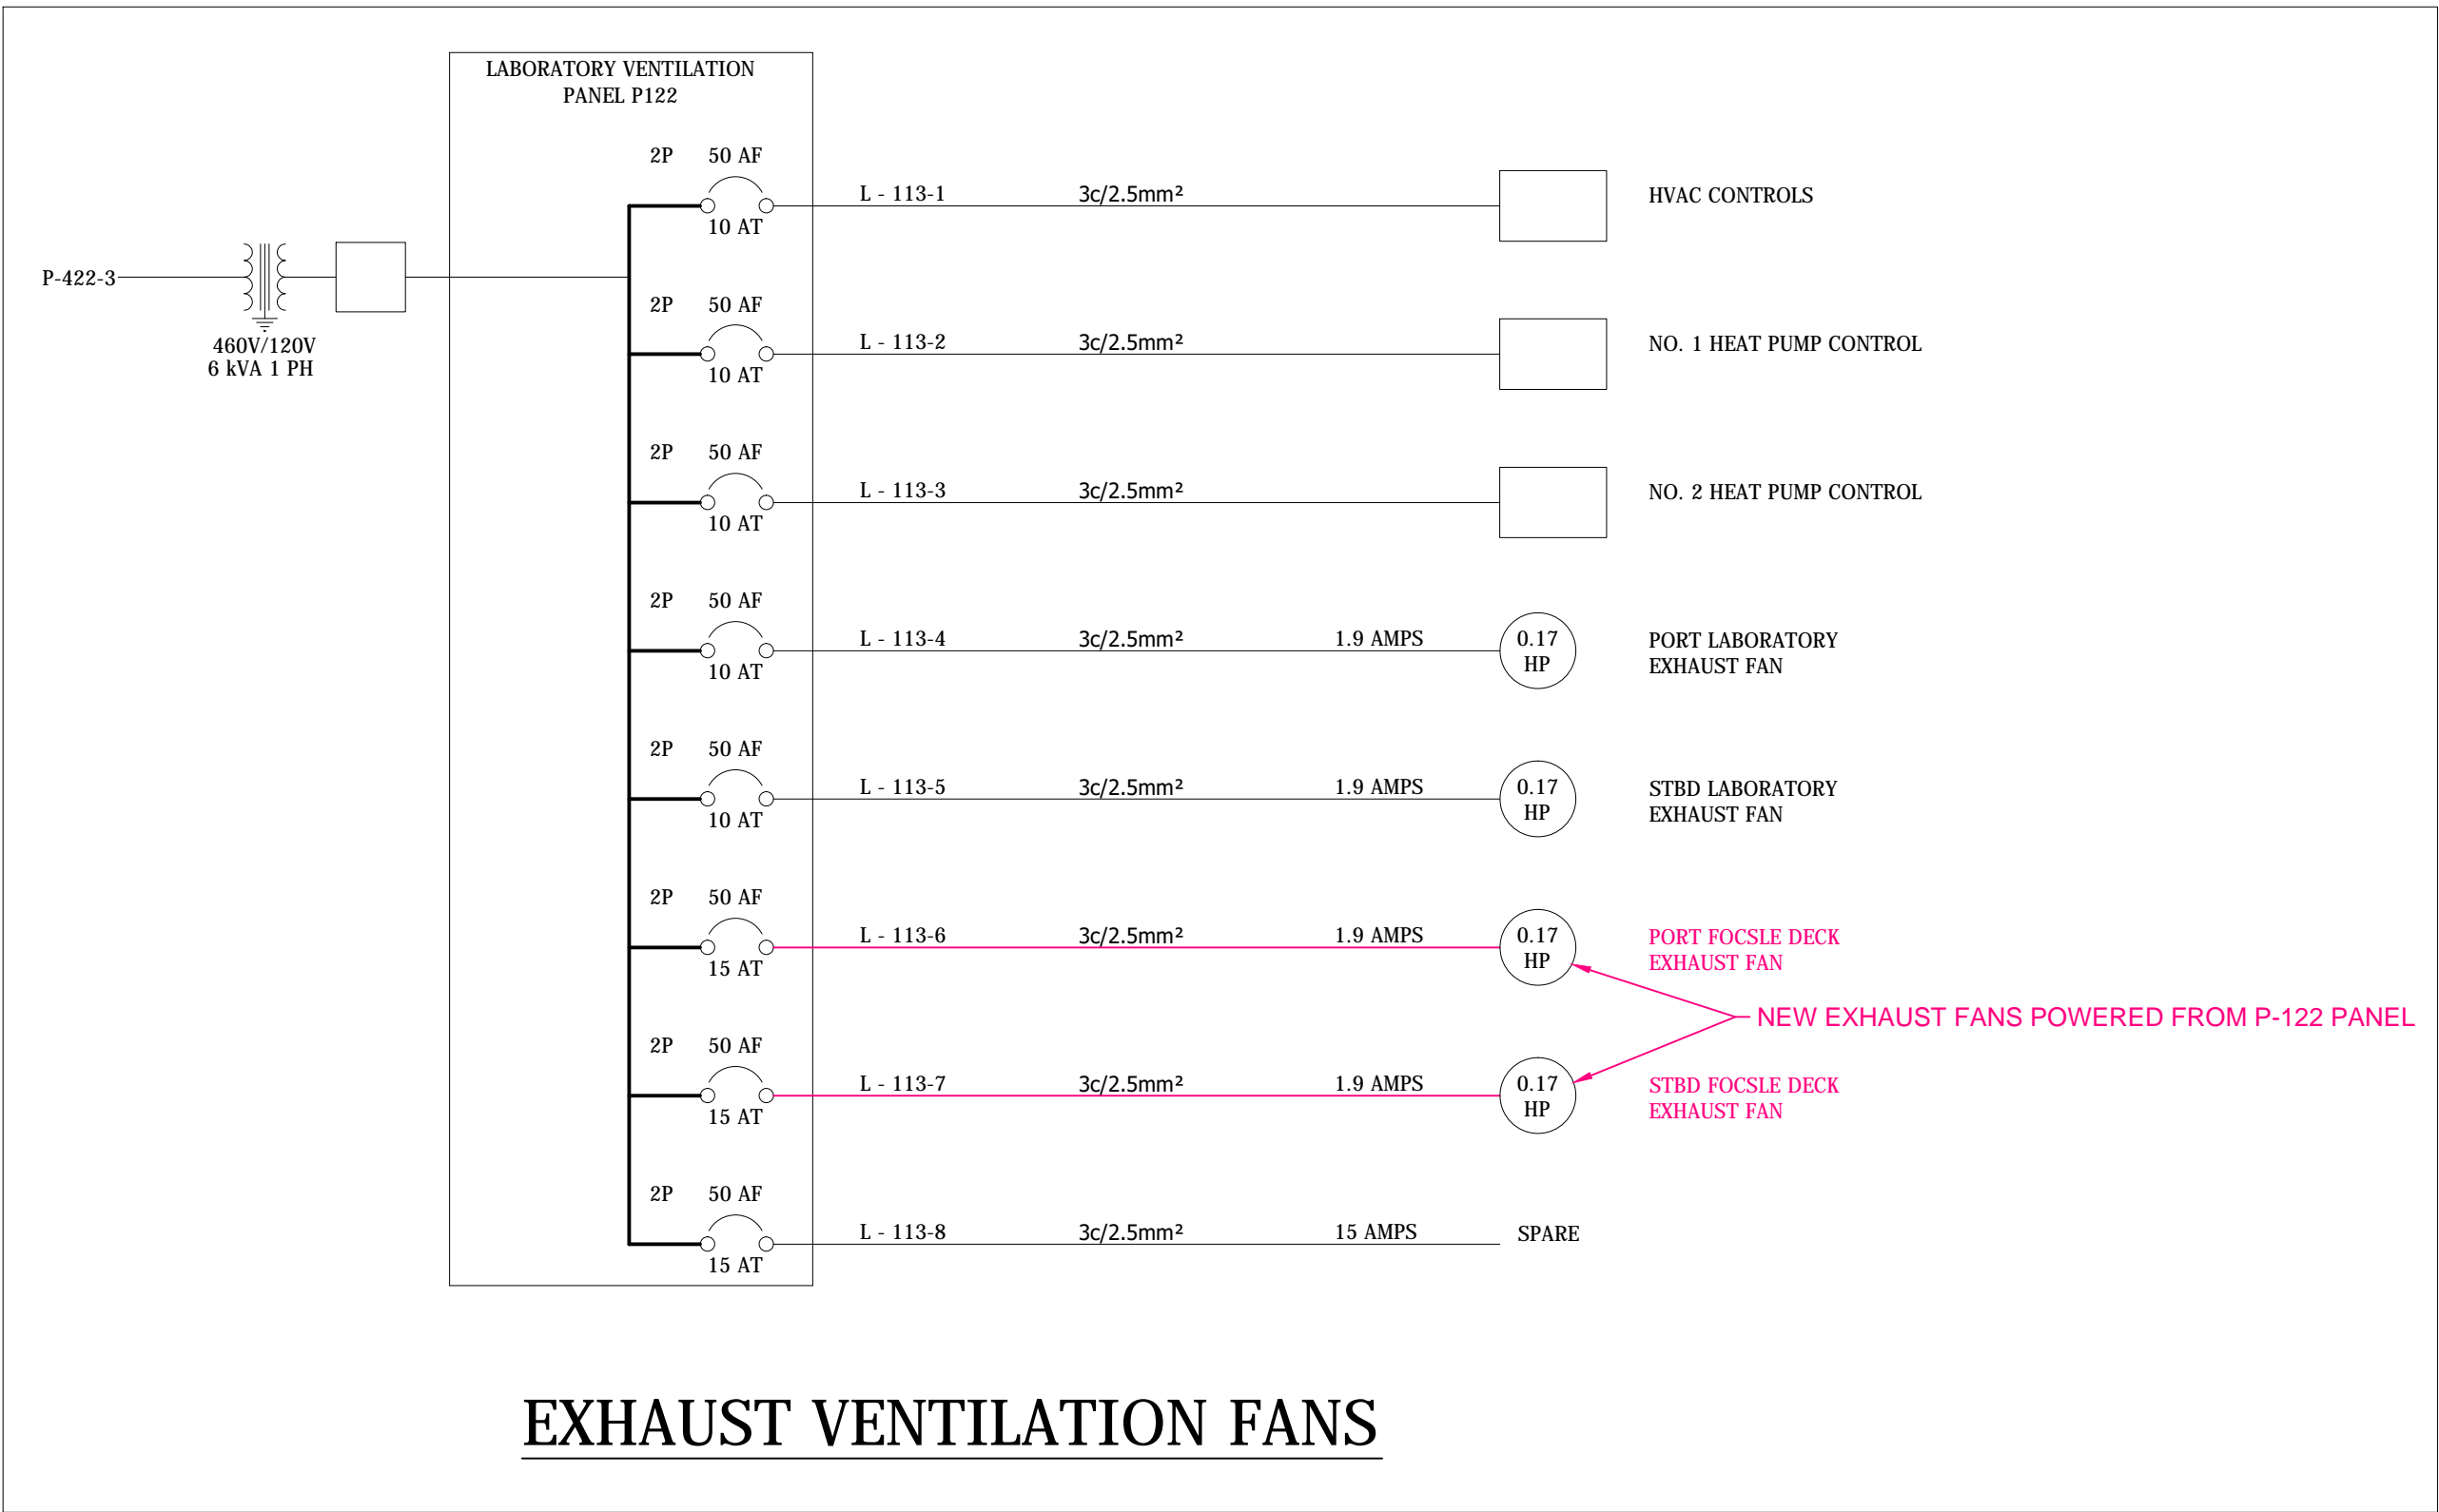 LABORATORY VENTILATION
PANEL P122
P-422-3
460V/120V
6 kVA 1 PH
2P 50 AF
10 AT
L - 113-1 3c/2.5mm² HVAC CONTROLS
2P 50 AF
10 AT
L - 113-2 3c/2.5mm² NO. 1 HEAT PUMP CONTROL
2P 50 AF
10 AT
L - 113-3 3c/2.5mm² NO. 2 HEAT PUMP CONTROL
2P 50 AF
10 AT
L - 113-4 3c/2.5mm² 1.9 AMPS
0.17
HP
PORT LABORATORY
EXHAUST FAN
2P 50 AF
10 AT
L - 113-5 3c/2.5mm² 1.9 AMPS
0.17
HP
STBD LABORATORY
EXHAUST FAN
2P 50 AF
15 AT
L - 113-6 3c/2.5mm² 1.9 AMPS
0.17
HP
PORT FOCSLE DECK
EXHAUST FAN
NEW EXHAUST FANS POWERED FROM P-122 PANEL
2P 50 AF
15 AT
L - 113-7 3c/2.5mm² 1.9 AMPS
0.17
HP
STBD FOCSLE DECK
EXHAUST FAN
2P 50 AF
15 AT
L - 113-8 3c/2.5mm² 15 AMPS SPARE
EXHAUST VENTILATION FANS